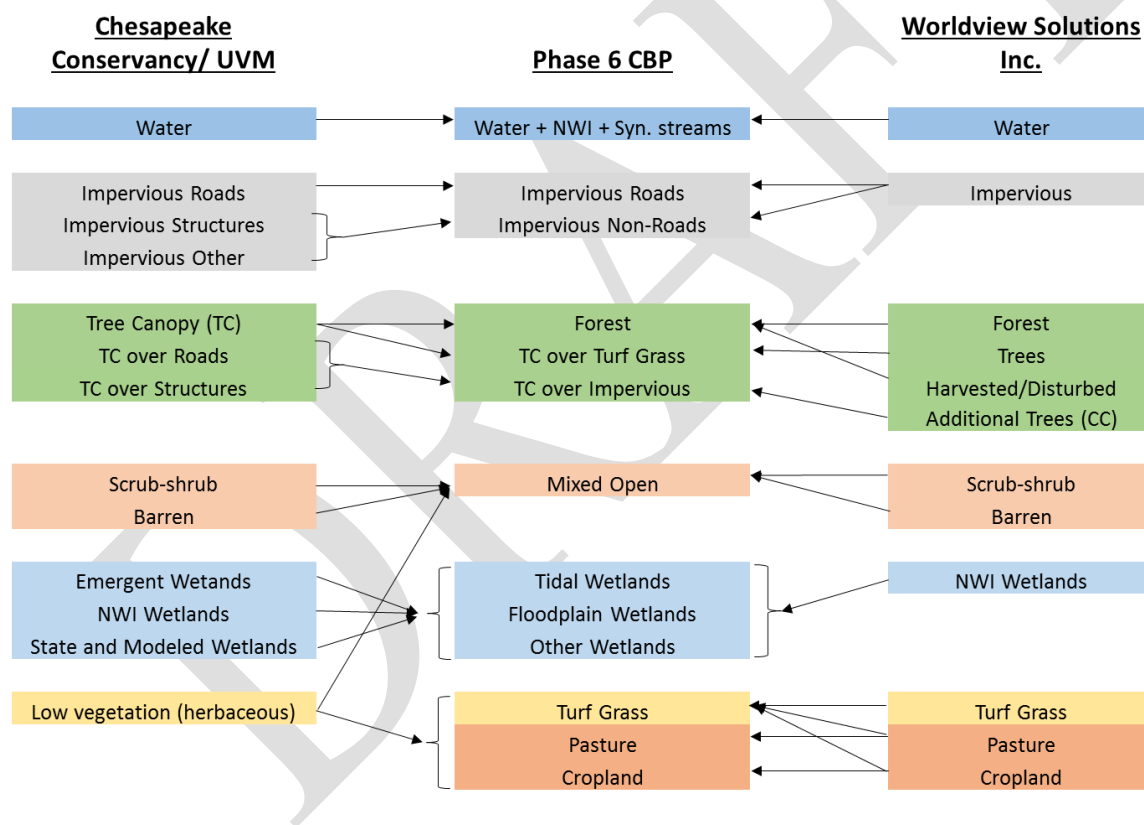 Chesapeake
Conservancy/ UVM
Phase 6 CBP
Worldview Solutions
Inc.
Water
Water + NWI + Syn. streams
Water
Impervious Roads
Impervious Structures
Impervious Other
Impervious Roads
Impervious Non-Roads
Impervious
Tree Canopy (TC)
TC over Roads
TC over Structures
Forest
TC over Turf Grass
TC over Impervious
Forest
Trees
Harvested/Disturbed
Additional Trees (CC)
Scrub-shrub
Barren
Mixed Open
Scrub-shrub
Barren
Emergent Wetands
NWI Wetlands
State and Modeled Wetlands
Tidal Wetlands
Floodplain Wetlands
Other Wetlands
NWI Wetlands
Low vegetation (herbaceous)
Turf Grass
Pasture
Cropland
Turf Grass
Pasture
Cropland
DRAFT